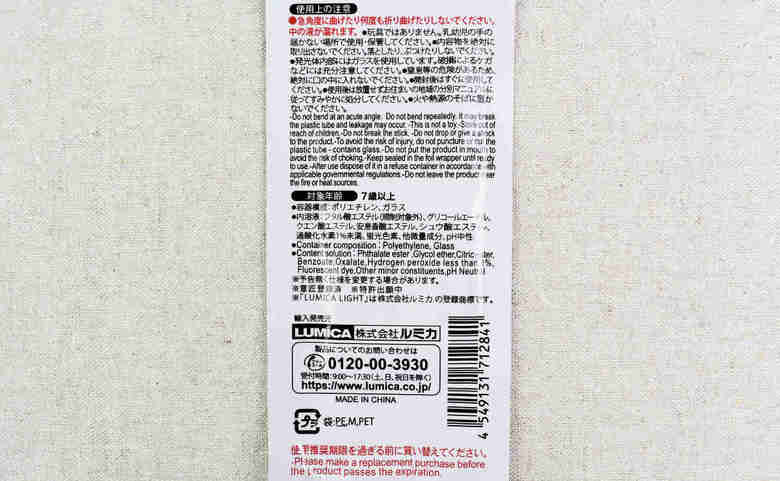 使用上の注意
●急角度に曲げたり何度も折り曲げたりしないでください。
中の液が漏れます。●玩具ではありません。乳幼児の手の
届かない場所で使用・保管してください。●内容物を絶対に
取り出さないでください。落としたり、ぶつけたりしないでください。
●発光体内部にはガラスを使用しています。破損によるケガ
などには充分注意してください。●窒息等の危険があるため、
絶対に口の中に入れないでください。●開封後はすぐに使用して
ください。●使用後は放置せずお住まいの地域の分別マニュアルに
従ってすみやかに処分してください。●火や熱源のそばに置か
ないでください。
-Do not bend at an acute angle. Do not bend repeatedly. It may break
the plastic tube and leakage may occur. -This is not a toy.-Store out of
reach of children.-Do not break the stick. -Do not drop or give a shock
to the product.-To avoid the risk of injury, do not puncture or cut the
plastic tube - contains glass.-Do not put the product in mouth to
avoid the risk of choking.-Keep sealed in the foil wrapper until ready
to use.-After use dispose of it in a refuse container in accordance with
applicable governmental regulations.-Do not leave the product near
the fire or heat sources.
対象年齢 7歳以上
●容器構成:ポリエチレン、ガラス
●内溶液:フタル酸エステル(規制対象外)、グリコールエーテル、
クエン酸エステル、安息香酸エステル、シュウ酸エステル、
過酸化水素1%未満、蛍光色素、他微量成分、pH中性
●Container composition : Polyethylene, Glass
●Content solution : Phthalate ester ,Glycol ether,Citric ester,
Benzoate,Oxalate,Hydrogen peroxide less than 1%,
Fluorescent dye,Other minor constituents,pH Neutral
※予告無く仕様を変更する場合があります。
※意匠登録済 ※特許出願中
※「LUMICA LIGHT」は株式会社ルミカの登録商標です。
輸入発売元
LUMICA 株式会社ルミカ
製品についてのお問い合わせは
0120-00-3930
受付時間:9:00~17:30(土、日、祝日を除く)
https://www.lumica.co.jp/
MADE IN CHINA
プラ 袋:PE,M,PET
4 549131 712841
使用推奨期限を過ぎる前に買い替えてください。
-Please make a replacement purchase before
the product passes the expiration.